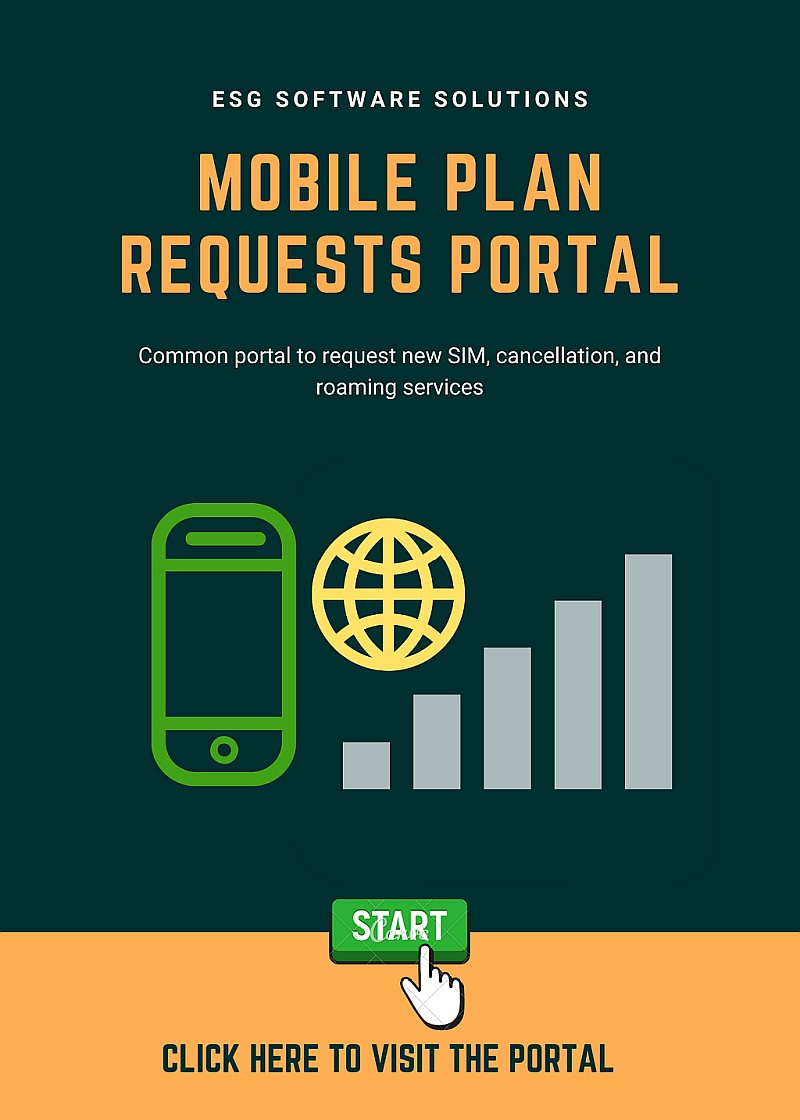 ESG SOFTWARE SOLUTIONS
MOBILE PLAN
REQUESTS PORTAL
Common portal to request new SIM, cancellation, and
roaming services
START
Canva
CLICK HERE TO VISIT THE PORTAL